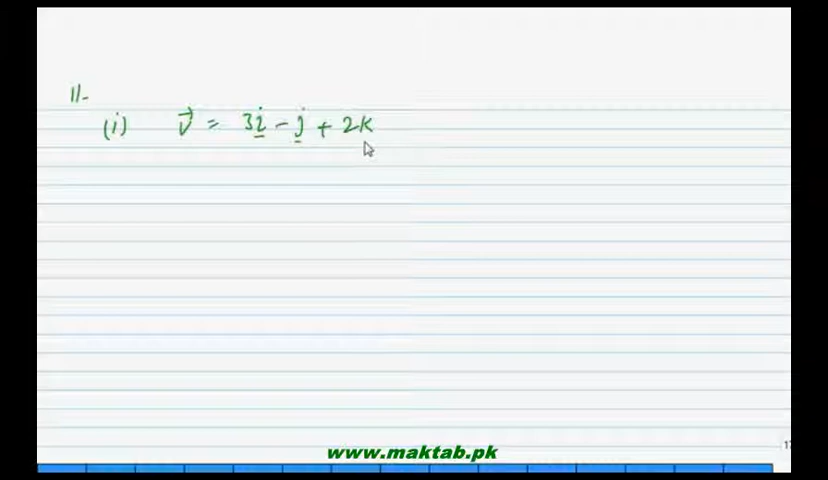 11-
(i) v⃗ = 3i - j + 2k
www.maktab.pk